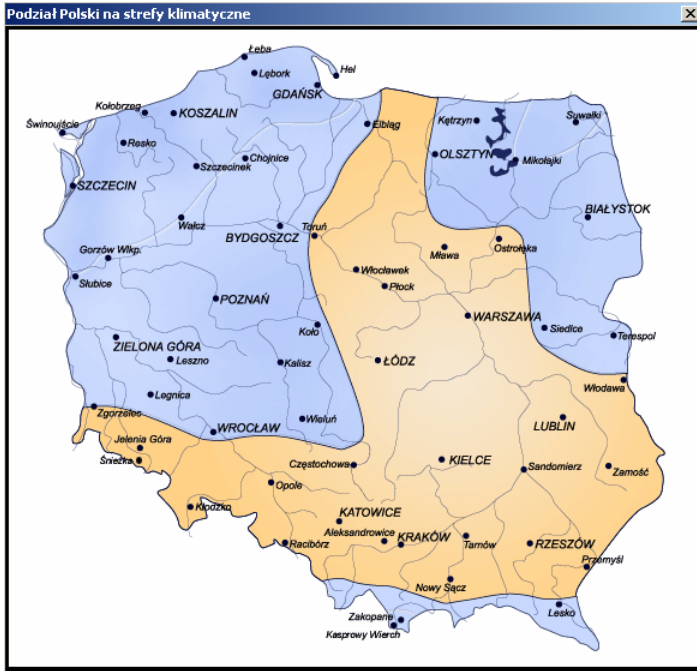 Podział Polski na strefy klimatyczne
Łeba
Hel
Lębork
GDAŃSK
Kołobrzeg
KOSZALIN
Świnoujście
Elbląg
Kętrzyn
Suwałki
Resko
Szczecinek
Chojnice
OLSZTYN
Mikołajki
SZCZECIN
BIAŁYSTOK
Wałcz
BYDGOSZCZ
Toruń
Ostrołęka
Mława
Gorzów Wlkp.
Włocławek
Słubice
Płock
POZNAŃ
WARSZAWA
Siedlce
Koło
Terespol
ZIELONA GÓRA
Leszno
Kalisz
ŁÓDŹ
Włodawa
Legnica
Zgorzelec
Wieluń
WROCŁAW
LUBLIN
Jelenia Góra
Śnieżka
Częstochowa
KIELCE
Sandomierz
Zamość
Opole
Kłodzko
KATOWICE
Aleksandrowice
KRAKÓW
Tarnów
RZESZÓW
Racibórz
Przemyśl
Nowy Sącz
Lesko
Zakopane
Kasprowy Wierch